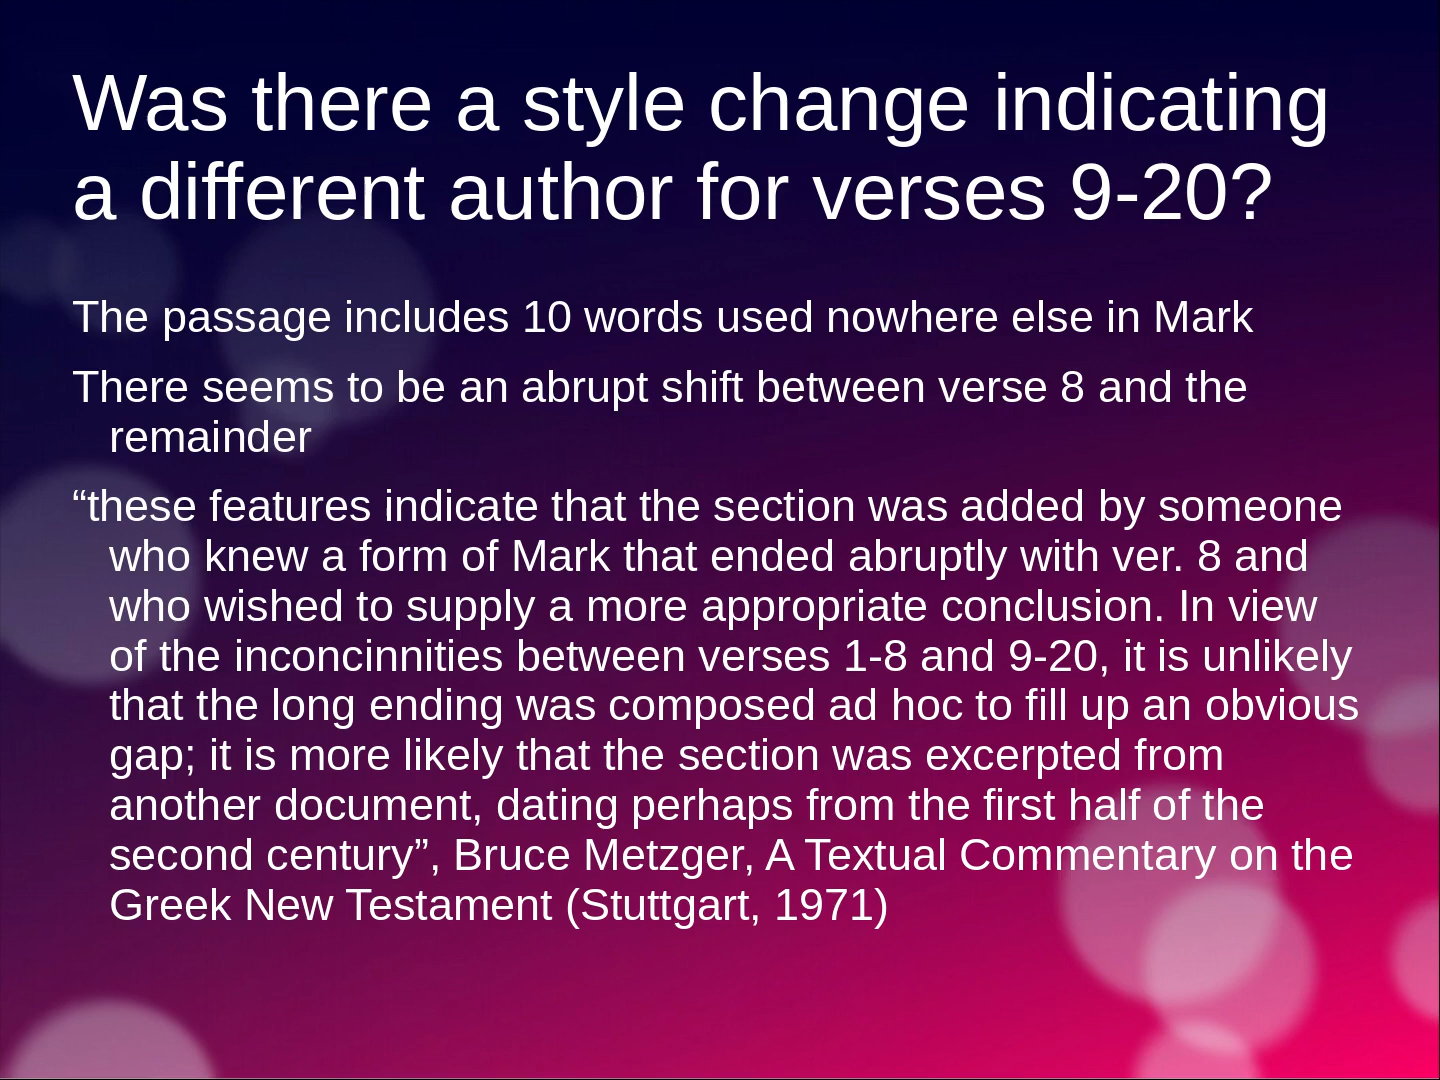 Was there a style change indicating
a different author for verses 9-20?
The passage includes 10 words used nowhere else in Mark
There seems to be an abrupt shift between verse 8 and the
remainder
“these features indicate that the section was added by someone
who knew a form of Mark that ended abruptly with ver. 8 and
who wished to supply a more appropriate conclusion. In view
of the inconcinnities between verses 1-8 and 9-20, it is unlikely
that the long ending was composed ad hoc to fill up an obvious
gap; it is more likely that the section was excerpted from
another document, dating perhaps from the first half of the
second century”, Bruce Metzger, A Textual Commentary on the
Greek New Testament (Stuttgart, 1971)